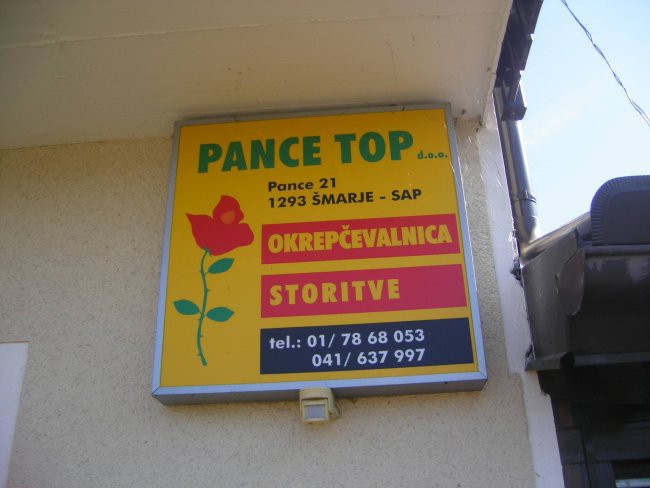 PANCE TOP d.o.o.
Pance 21
1293 ŠMARJE - SAP
OKREPČEVALNICA
STORITVE
tel.: 01/ 78 68 053
041/ 637 997